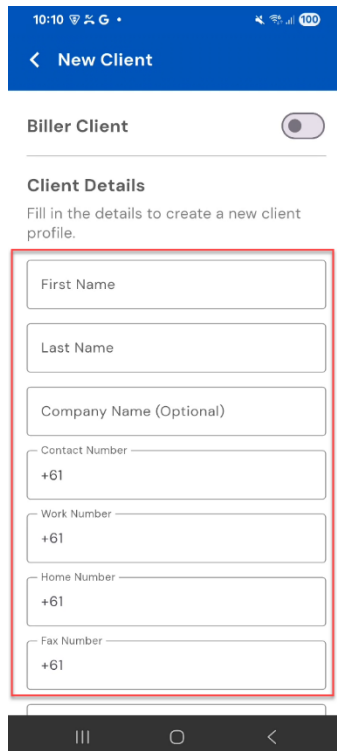 10:10 G • 100
New Client
Biller Client
Client Details
Fill in the details to create a new client
profile.
First Name
Last Name
Company Name (Optional)
Contact Number
+61
Work Number
+61
Home Number
+61
Fax Number
+61